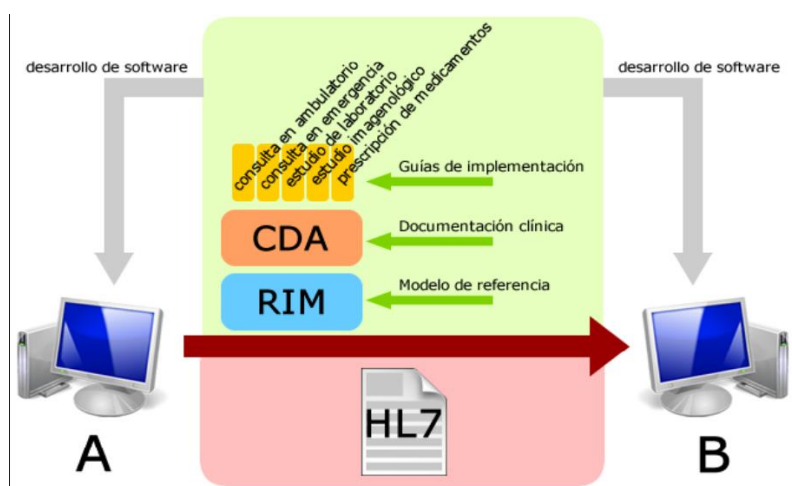 desarrollo de software
desarrollo de software
consulta en ambulatorio
consulta en emergencia
estudio de laboratorio
estudio imagenológico
prescripción de medicamentos
Guías de implementación
CDA
Documentación clínica
RIM
Modelo de referencia
HL7
A
B